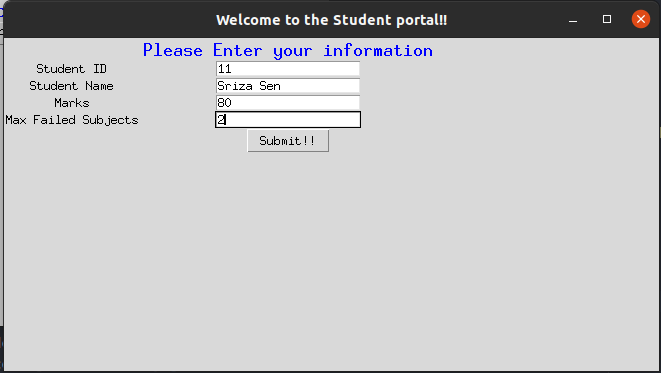 Welcome to the Student portal!!
Please Enter your information
Student ID 11
Student Name Sriza Sen
Marks 80
Max Failed Subjects 2
Submit!!